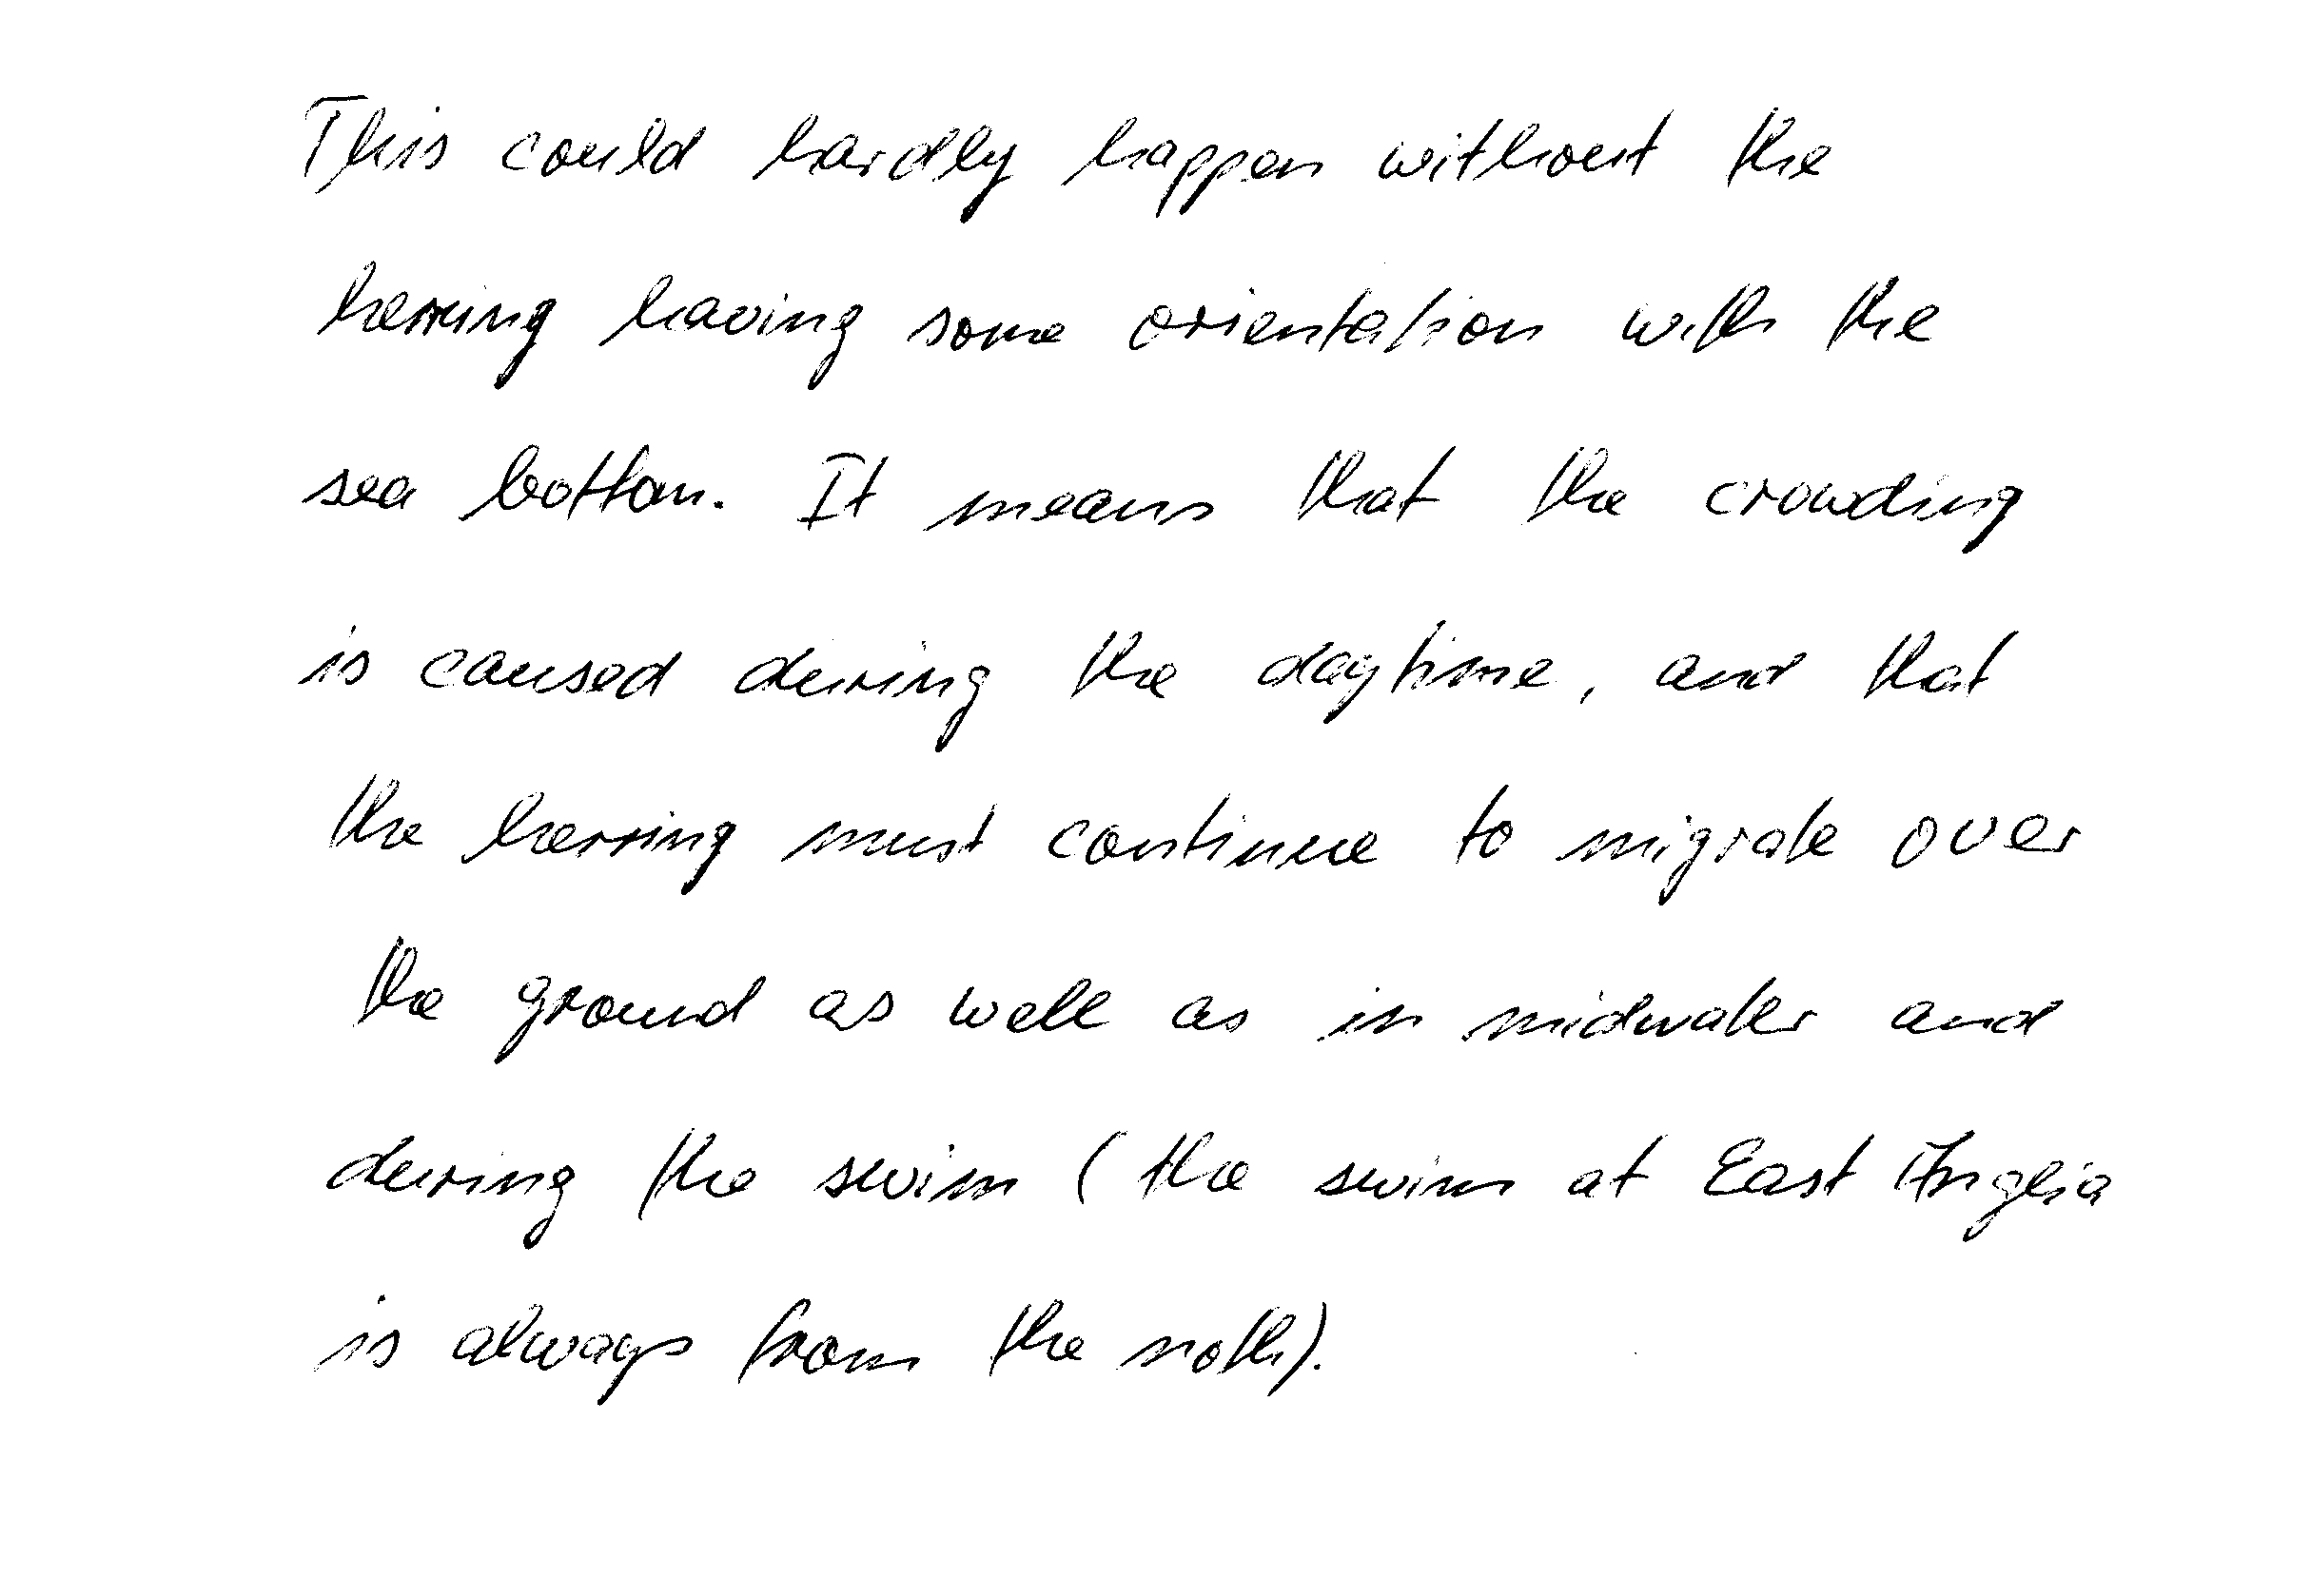 This could hardly happen without the
herring having some orientation with the
sea bottom. It means that the crowding
is caused during the daytime, and that
the herring must continue to migrate over
the ground as well as in midwater and
during the swim (the swim at East Anglia
is always from the noth).